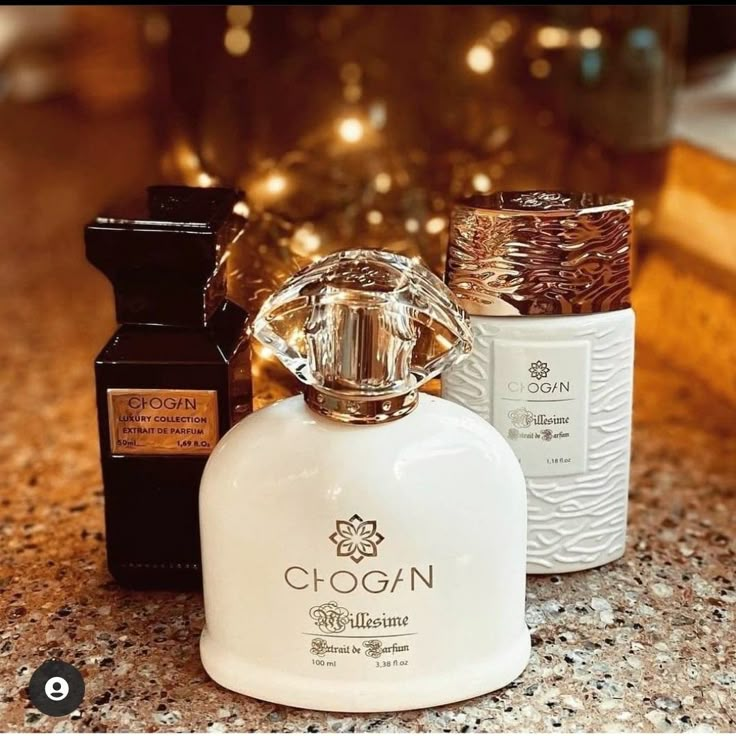 CHOGAN
LUXURY COLLECTION
EXTRAIT DE PARFUM
50ml 1,69 fl.o.
CHOGAN
Millesime
Extrait de Parfum
100 ml 3,38 fl oz
CHOGAN
Millesime
Extrait de Parfum
1,18 fl oz